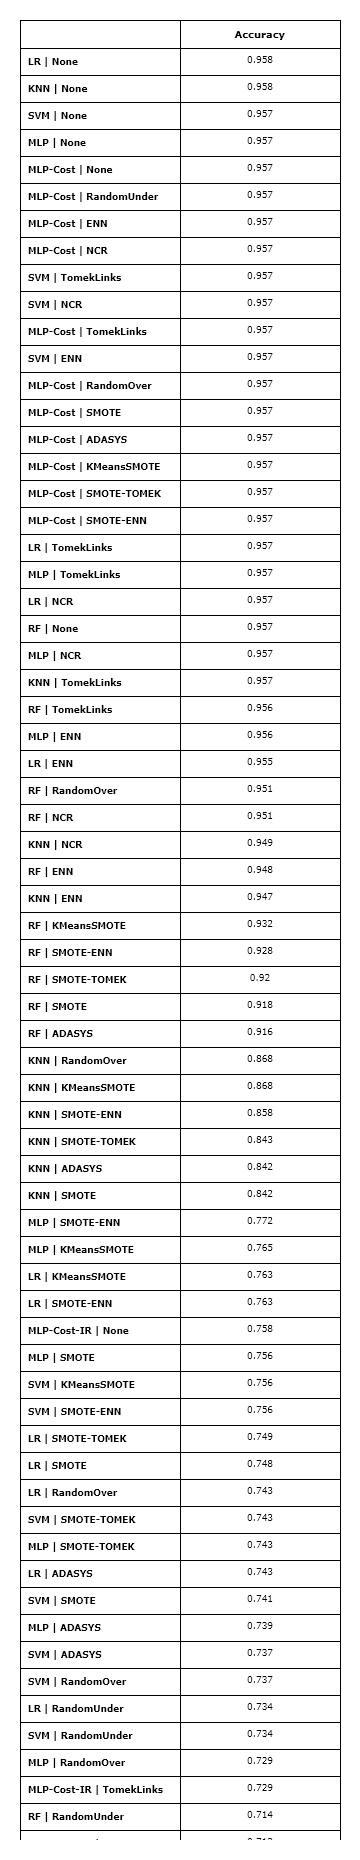 Accuracy
LR | None 0.958
KNN | None 0.958
SVM | None 0.957
MLP | None 0.957
MLP-Cost | None 0.957
MLP-Cost | RandomUnder 0.957
MLP-Cost | ENN 0.957
MLP-Cost | NCR 0.957
SVM | TomekLinks 0.957
SVM | NCR 0.957
MLP-Cost | TomekLinks 0.957
SVM | ENN 0.957
MLP-Cost | RandomOver 0.957
MLP-Cost | SMOTE 0.957
MLP-Cost | ADASYS 0.957
MLP-Cost | KMeansSMOTE 0.957
MLP-Cost | SMOTE-TOMEK 0.957
MLP-Cost | SMOTE-ENN 0.957
LR | TomekLinks 0.957
MLP | TomekLinks 0.957
LR | NCR 0.957
RF | None 0.957
MLP | NCR 0.957
KNN | TomekLinks 0.957
RF | TomekLinks 0.956
MLP | ENN 0.956
LR | ENN 0.955
RF | RandomOver 0.951
RF | NCR 0.951
KNN | NCR 0.949
RF | ENN 0.948
KNN | ENN 0.947
RF | KMeansSMOTE 0.932
RF | SMOTE-ENN 0.928
RF | SMOTE-TOMEK 0.92
RF | SMOTE 0.918
RF | ADASYS 0.916
KNN | RandomOver 0.868
KNN | KMeansSMOTE 0.868
KNN | SMOTE-ENN 0.858
KNN | SMOTE-TOMEK 0.843
KNN | ADASYS 0.842
KNN | SMOTE 0.842
MLP | SMOTE-ENN 0.772
MLP | KMeansSMOTE 0.765
LR | KMeansSMOTE 0.763
LR | SMOTE-ENN 0.763
MLP-Cost-IR | None 0.758
MLP | SMOTE 0.756
SVM | KMeansSMOTE 0.756
SVM | SMOTE-ENN 0.756
LR | SMOTE-TOMEK 0.749
LR | SMOTE 0.748
LR | RandomOver 0.743
SVM | SMOTE-TOMEK 0.743
MLP | SMOTE-TOMEK 0.743
LR | ADASYS 0.743
SVM | SMOTE 0.741
MLP | ADASYS 0.739
SVM | ADASYS 0.737
SVM | RandomOver 0.737
LR | RandomUnder 0.734
SVM | RandomUnder 0.734
MLP | RandomOver 0.729
MLP-Cost-IR | TomekLinks 0.729
RF | RandomUnder 0.714